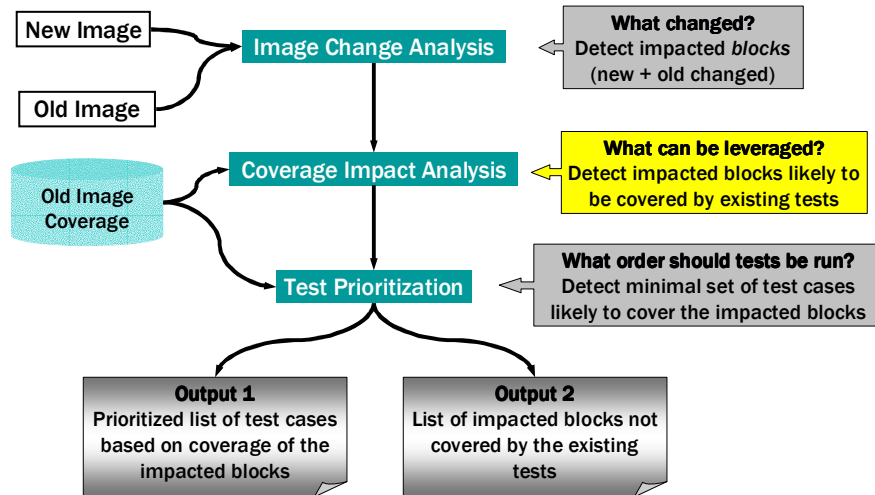 New Image
Old Image
Image Change Analysis
What changed?
Detect impacted blocks
(new + old changed)
Old Image
Coverage
Coverage Impact Analysis
What can be leveraged?
Detect impacted blocks likely to
be covered by existing tests
Test Prioritization
What order should tests be run?
Detect minimal set of test cases
likely to cover the impacted blocks
Output 1
Prioritized list of test cases
based on coverage of the
impacted blocks
Output 2
List of impacted blocks not
covered by the existing
tests